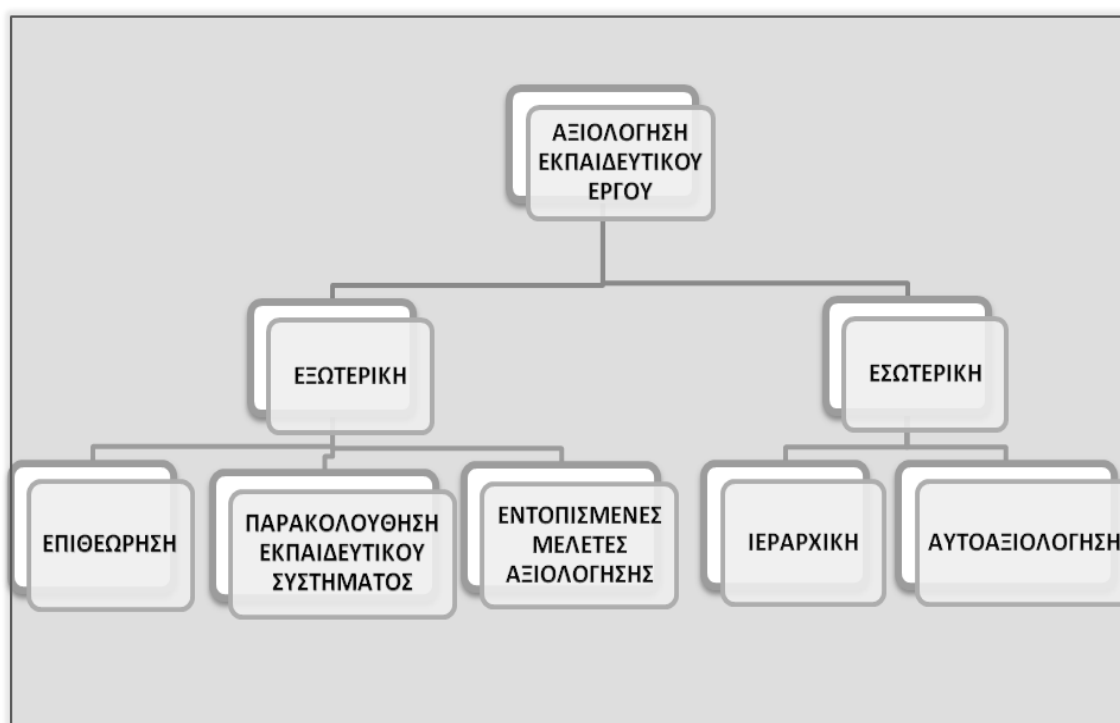 ΑΞΙΟΛΟΓΗΣΗ
ΕΚΠΑΙΔΕΥΤΙΚΟΥ
ΕΡΓΟΥ
ΕΞΩΤΕΡΙΚΗ
ΕΣΩΤΕΡΙΚΗ
ΕΠΙΘΕΩΡΗΣΗ
ΠΑΡΑΚΟΛΟΥΘΗΣΗ
ΕΚΠΑΙΔΕΥΤΙΚΟΥ
ΣΥΣΤΗΜΑΤΟΣ
ΕΝΤΟΠΙΣΜΕΝΕΣ
ΜΕΛΕΤΕΣ
ΑΞΙΟΛΟΓΗΣΗΣ
ΙΕΡΑΡΧΙΚΗ
ΑΥΤΟΑΞΙΟΛΟΓΗΣΗ